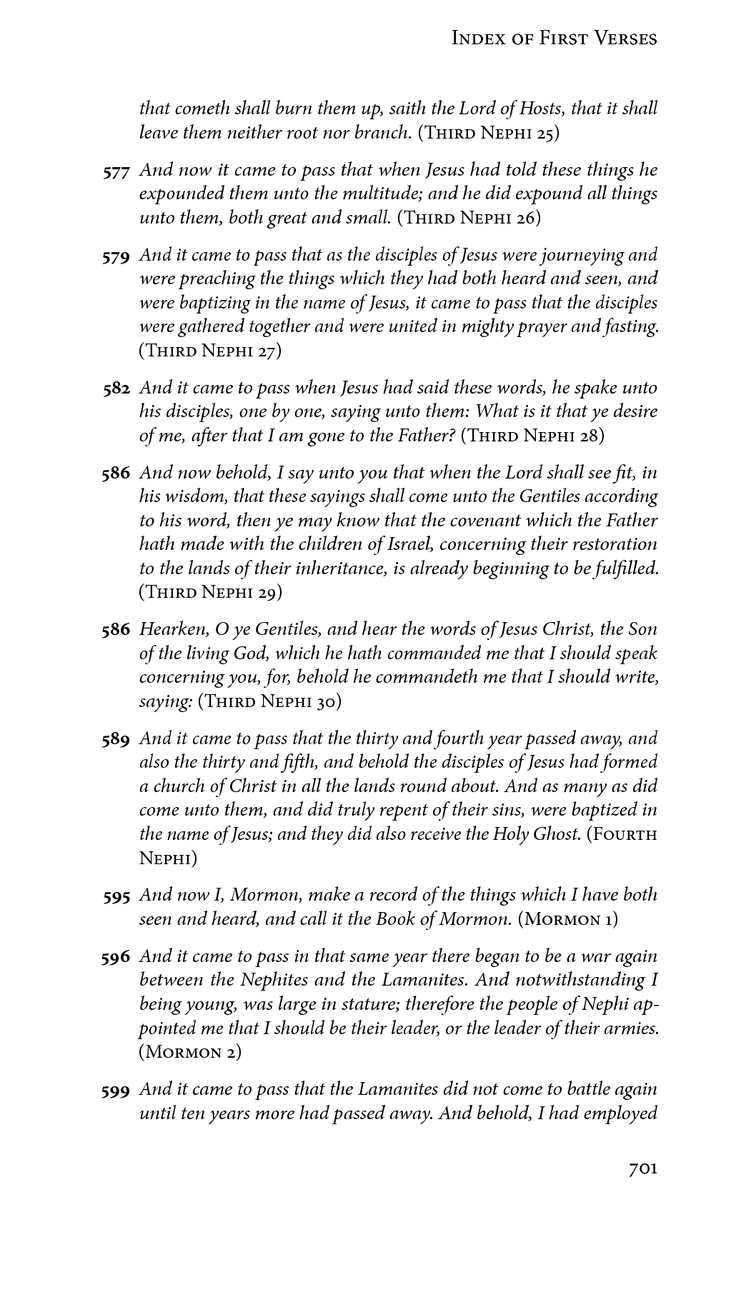 Index of First Verses
that cometh shall burn them up, saith the Lord of Hosts, that it shall
leave them neither root nor branch. (Third Nephi 25)
577 And now it came to pass that when Jesus had told these things he
expounded them unto the multitude; and he did expound all things
unto them, both great and small. (Third Nephi 26)
579 And it came to pass that as the disciples of Jesus were journeying and
were preaching the things which they had both heard and seen, and
were baptizing in the name of Jesus, it came to pass that the disciples
were gathered together and were united in mighty prayer and fasting.
(Third Nephi 27)
582 And it came to pass when Jesus had said these words, he spake unto
his disciples, one by one, saying unto them: What is it that ye desire
of me, after that I am gone to the Father? (Third Nephi 28)
586 And now behold, I say unto you that when the Lord shall see fit, in
his wisdom, that these sayings shall come unto the Gentiles according
to his word, then ye may know that the covenant which the Father
hath made with the children of Israel, concerning their restoration
to the lands of their inheritance, is already beginning to be fulfilled.
(Third Nephi 29)
586 Hearken, O ye Gentiles, and hear the words of Jesus Christ, the Son
of the living God, which he hath commanded me that I should speak
concerning you, for, behold he commandeth me that I should write,
saying: (Third Nephi 30)
589 And it came to pass that the thirty and fourth year passed away, and
also the thirty and fifth, and behold the disciples of Jesus had formed
a church of Christ in all the lands round about. And as many as did
come unto them, and did truly repent of their sins, were baptized in
the name of Jesus; and they did also receive the Holy Ghost. (Fourth
Nephi)
595 And now I, Mormon, make a record of the things which I have both
seen and heard, and call it the Book of Mormon. (Mormon 1)
596 And it came to pass in that same year there began to be a war again
between the Nephites and the Lamanites. And notwithstanding I
being young, was large in stature; therefore the people of Nephi ap-
pointed me that I should be their leader, or the leader of their armies.
(Mormon 2)
599 And it came to pass that the Lamanites did not come to battle again
until ten years more had passed away. And behold, I had employed
701